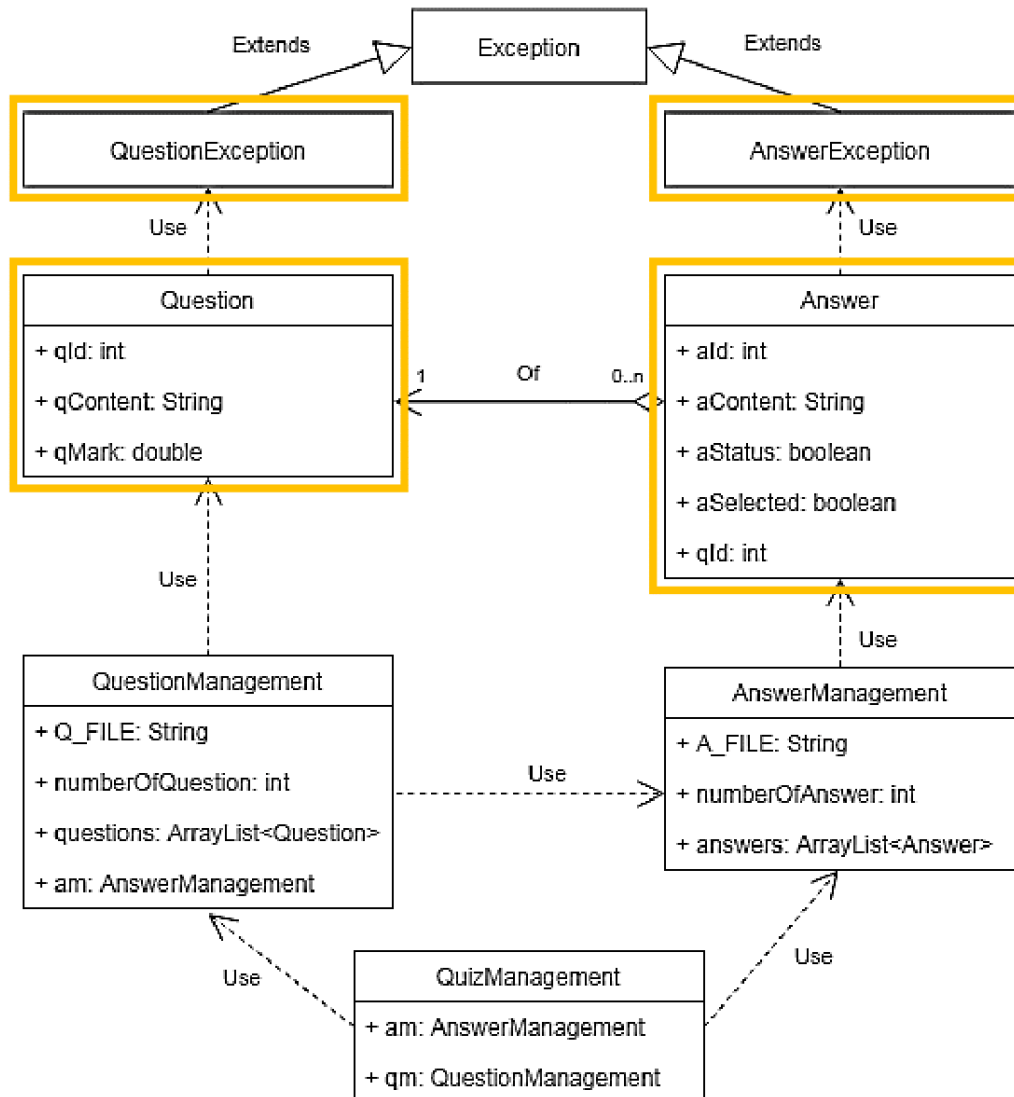 Exception
Extends
Extends
QuestionException
AnswerException
Use
Use
Question
+ qId: int
+ qContent: String
+ qMark: double
1
Of
0..n
Answer
+ aId: int
+ aContent: String
+ aStatus: boolean
+ aSelected: boolean
+ qId: int
Use
Use
QuestionManagement
+ Q_FILE: String
+ numberOfQuestion: int
+ questions: ArrayList<Question>
+ am: AnswerManagement
Use
AnswerManagement
+ A_FILE: String
+ numberOfAnswer: int
+ answers: ArrayList<Answer>
Use
Use
QuizManagement
+ am: AnswerManagement
+ qm: QuestionManagement